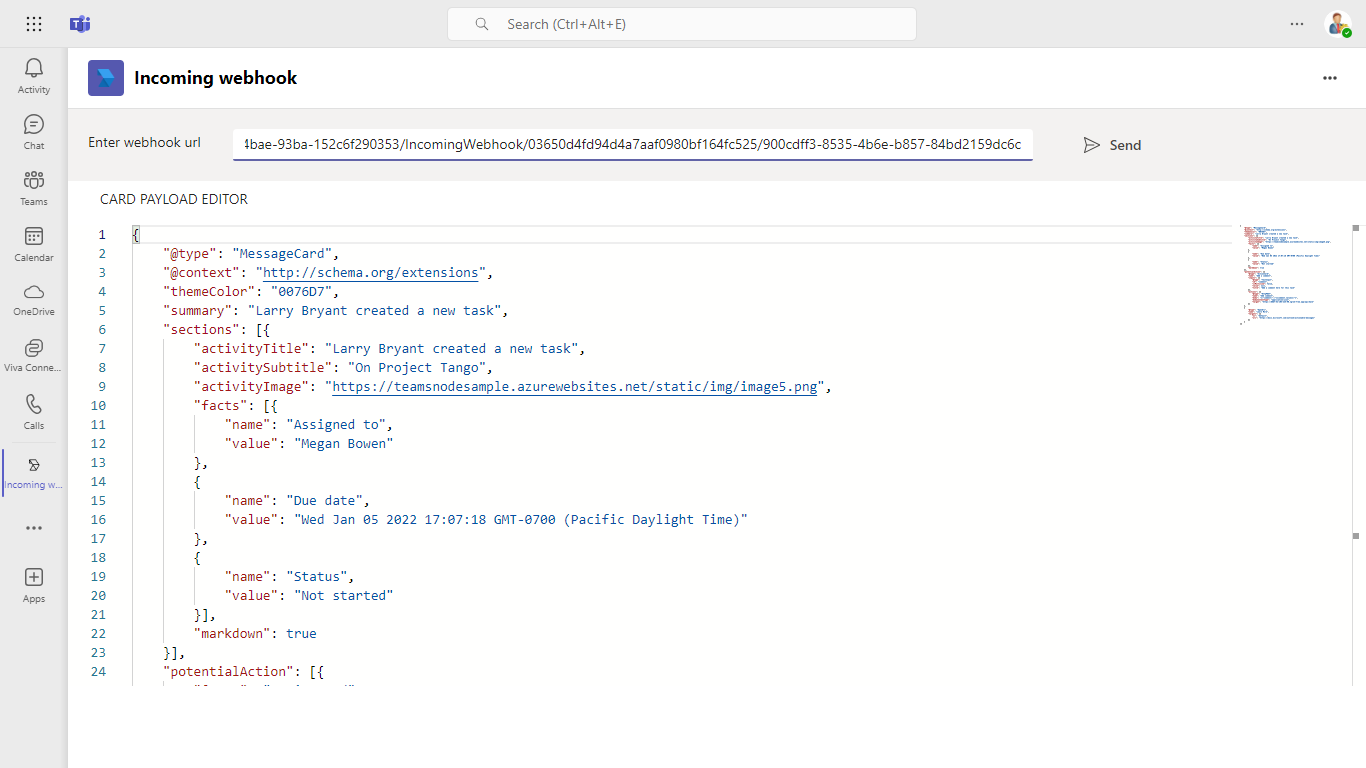 Search (Ctrl+Alt+E)
Activity
Chat
Teams
Calendar
OneDrive
Viva Conne...
Calls
Incoming w...
Apps
Incoming webhook
Enter webhook url
4bae-93ba-152c6f290353/IncomingWebhook/03650d4fd94d4a7aaf0980bf164fc525/900cdff3-8535-4b6e-b857-84bd2159dc6c
Send
CARD PAYLOAD EDITOR
1 {
2 "@type": "MessageCard",
3 "@context": "http://schema.org/extensions",
4 "themeColor": "0076D7",
5 "summary": "Larry Bryant created a new task",
6 "sections": [{
7 "activityTitle": "Larry Bryant created a new task",
8 "activitySubtitle": "On Project Tango",
9 "activityImage": "https://teamsnodesample.azurewebsites.net/static/img/image5.png",
10 "facts": [{
11 "name": "Assigned to",
12 "value": "Megan Bowen"
13 },
14 {
15 "name": "Due date",
16 "value": "Wed Jan 05 2022 17:07:18 GMT-0700 (Pacific Daylight Time)"
17 },
18 {
19 "name": "Status",
20 "value": "Not started"
21 }],
22 "markdown": true
23 }],
24 "potentialAction": [{